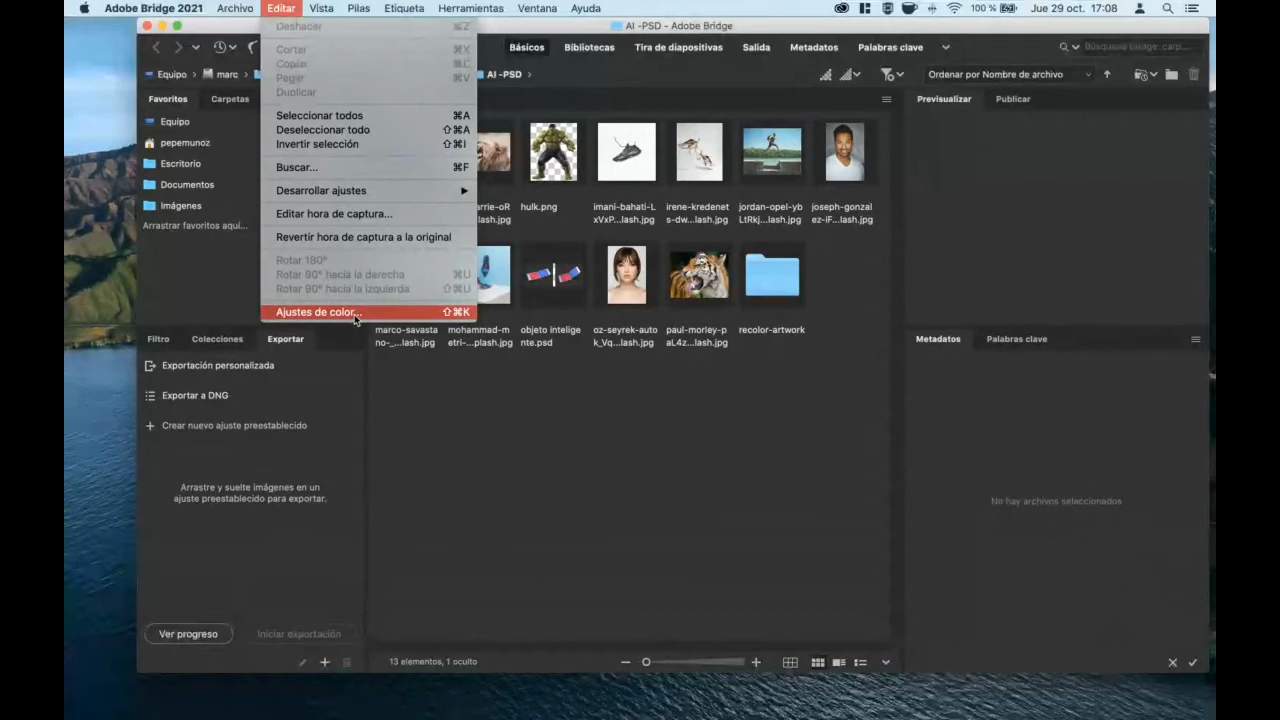 Adobe Bridge 2021 Archivo Editar Vista Pilas Etiqueta Herramientas Ventana Ayuda 100 % Jue 29 oct. 17:08
Deshacer ⌘Z
AI -PSD - Adobe Bridge
Cortar ⌘X
Copiar ⌘C
Pegar ⌘V
Duplicar
Seleccionar todos ⌘A
Deseleccionar todo ⇧⌘A
Invertir selección ⇧⌘I
Buscar... ⌘F
Desarrollar ajustes
Editar hora de captura...
Revertir hora de captura a la original
Rotar 180°
Rotar 90° hacia la derecha ⌘U
Rotar 90° hacia la izquierda ⇧⌘U
Ajustes de color... ⇧⌘K
Básicos Bibliotecas Tira de diapositivas Salida Metadatos Palabras clave
Búsqueda Bridge: carp...
Equipo marc AI -PSD
Ordenar por Nombre de archivo
Favoritos Carpetas
Equipo
pepemunoz
Escritorio
Documentos
Imágenes
Arrastrar favoritos aquí...
Filtro Colecciones Exportar
Exportación personalizada
Exportar a DNG
Crear nuevo ajuste preestablecido
Arrastre y suelte imágenes en un
ajuste preestablecido para exportar.
Ver progreso Iniciar exportación
arrie-oR
lash.jpg
hulk.png
imani-bahati-L
xVxP...lash.jpg
irene-kredenet
s-dw...lash.jpg
jordan-opel-yb
LtRkj...lash.jpg
joseph-gonzal
ez-iF...lash.jpg
marco-savasta
no-_...lash.jpg
mohammad-m
etri-...plash.jpg
objeto intelige
nte.psd
oz-seyrek-auto
k_Vq...lash.jpg
paul-morley-p
aL4z...lash.jpg
recolor-artwork
13 elementos, 1 oculto
Previsualizar Publicar
Metadatos Palabras clave
No hay archivos seleccionados